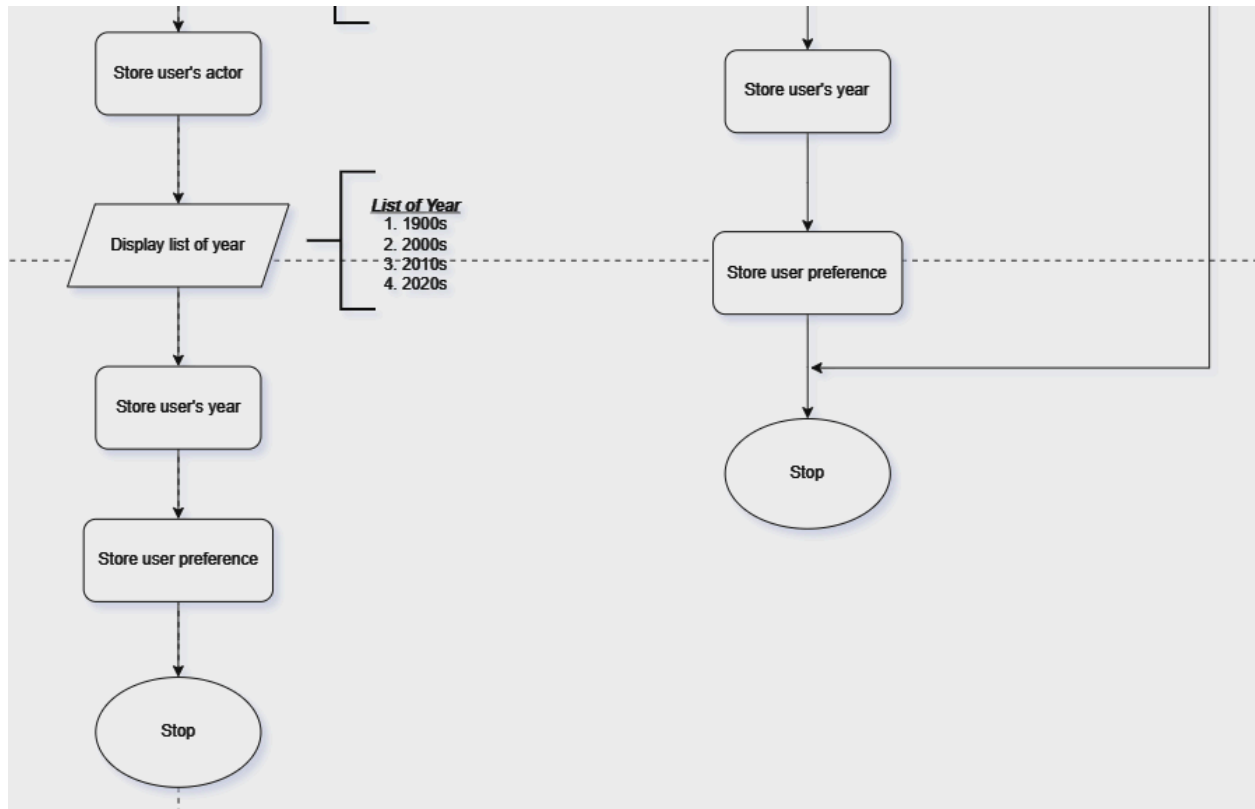 Store user's actor
Display list of year
List of Year
1. 1900s
2. 2000s
3. 2010s
4. 2020s
Store user's year
Store user preference
Stop
Store user's year
Store user preference
Stop